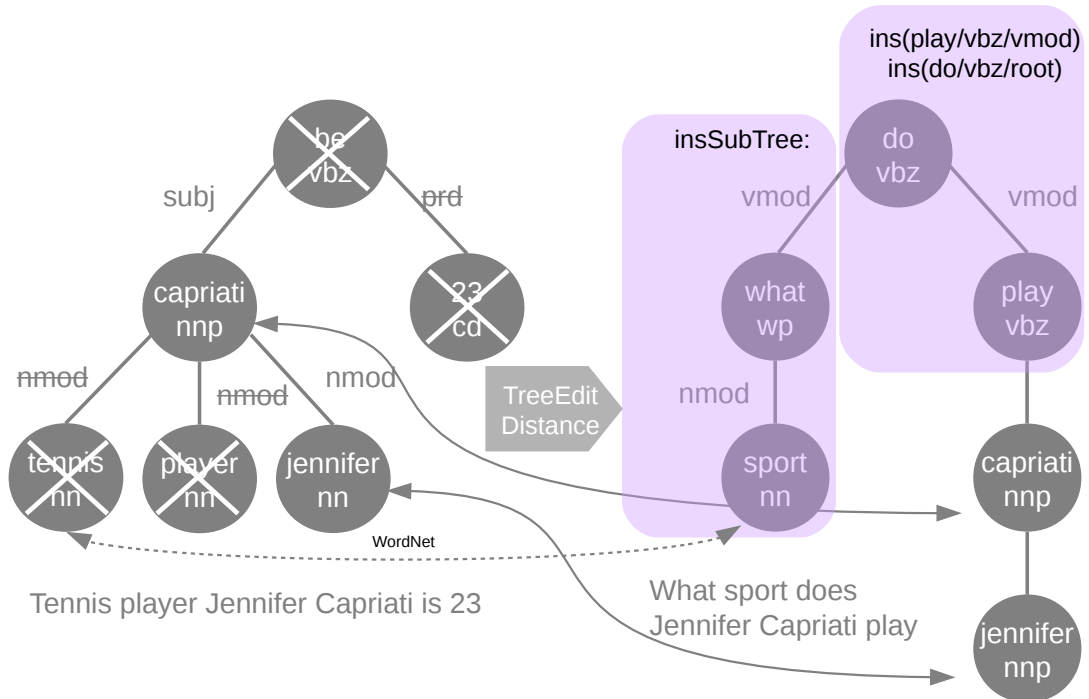 ins(play/vbz/vmod)
ins(do/vbz/root)
insSubTree:
be
vbz
do
vbz
subj
prd
vmod
vmod
capriati
nnp
23
cd
what
wp
play
vbz
nmod
nmod
nmod
TreeEdit
Distance
nmod
tennis
nn
player
nn
jennifer
nn
sport
nn
capriati
nnp
WordNet
Tennis player Jennifer Capriati is 23
What sport does
Jennifer Capriati play
jennifer
nnp